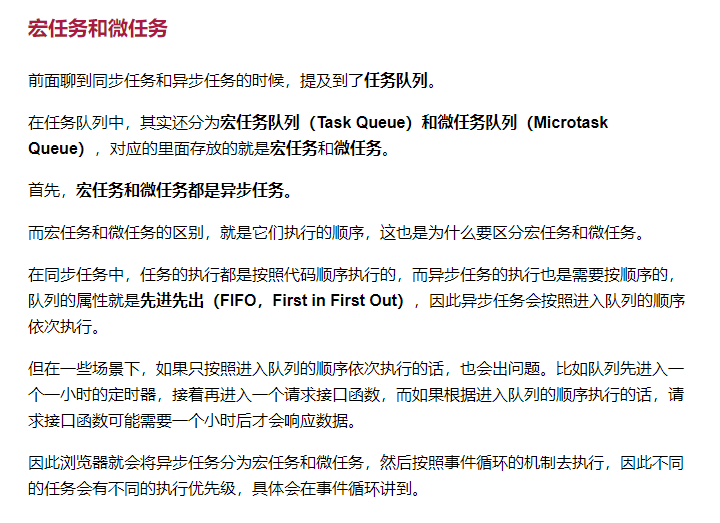 宏任务和微任务
前面聊到同步任务和异步任务的时候，提及到了任务队列。
在任务队列中，其实还分为宏任务队列（Task Queue）和微任务队列（Microtask
Queue），对应的里面存放的就是宏任务和微任务。
首先，宏任务和微任务都是异步任务。
而宏任务和微任务的区别，就是它们执行的顺序，这也是为什么要区分宏任务和微任务。
在同步任务中，任务的执行都是按照代码顺序执行的，而异步任务的执行也是需要按顺序的，
队列的属性就是先进先出（FIFO，First in First Out），因此异步任务会按照进入队列的顺序
依次执行。
但在一些场景下，如果只按照进入队列的顺序依次执行的话，也会出问题。比如队列先进入一
个一小时的定时器，接着再进入一个请求接口函数，而如果根据进入队列的顺序执行的话，请
求接口函数可能需要一个小时后才会响应数据。
因此浏览器就会将异步任务分为宏任务和微任务，然后按照事件循环的机制去执行，因此不同
的任务会有不同的执行优先级，具体会在事件循环讲到。